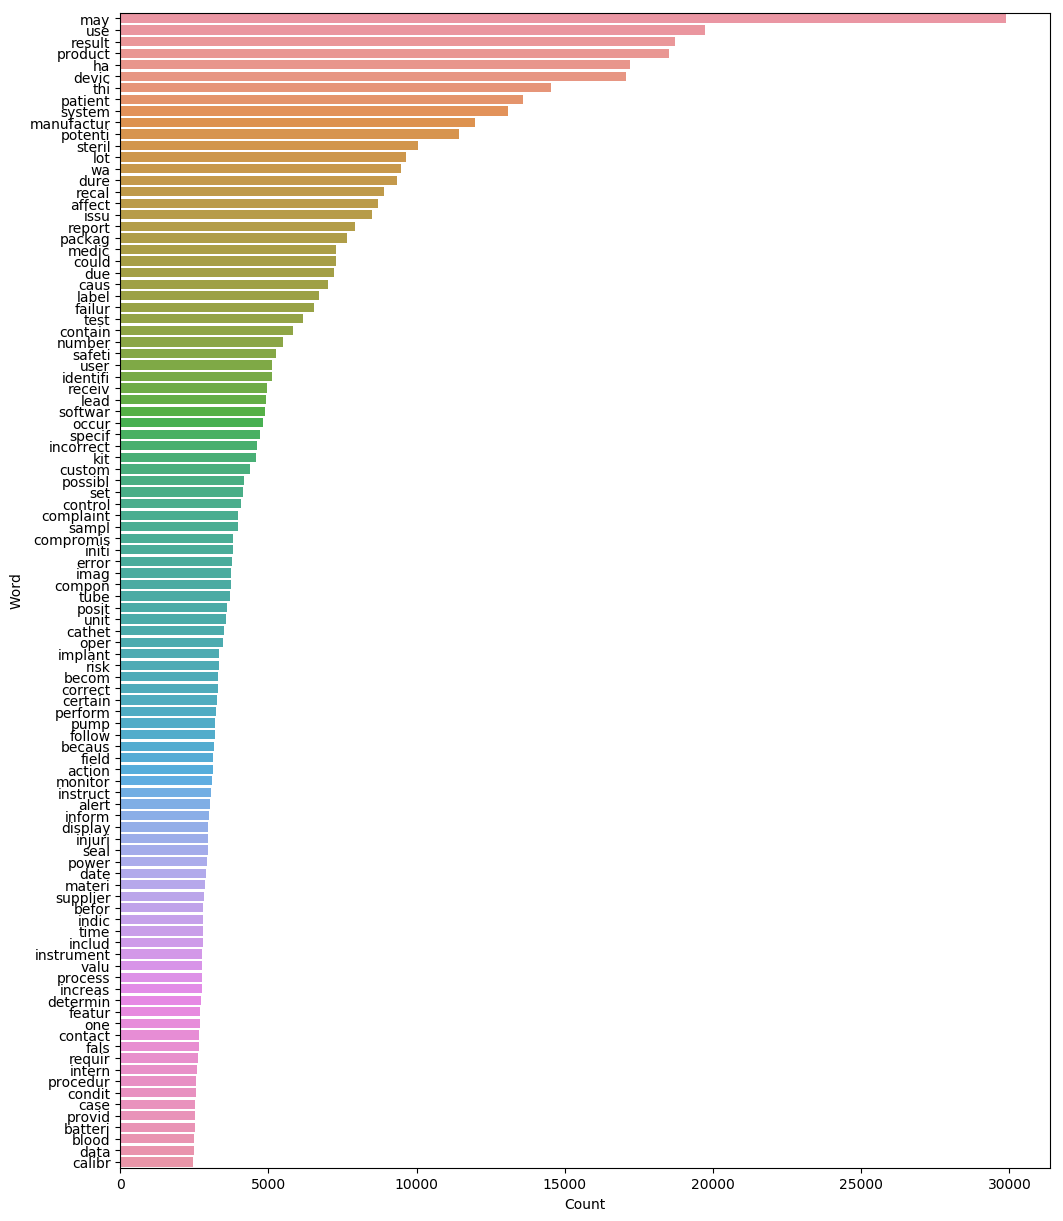 may
use
result
product
ha
devic
thi
patient
system
manufactur
potenti
steril
lot
wa
dure
recal
affect
issu
report
packag
medic
could
due
caus
label
failur
test
contain
number
safeti
user
identifi
receiv
lead
softwar
occur
specif
incorrect
kit
custom
possibl
set
control
complaint
sampl
compromis
initi
error
imag
compon
tube
posit
unit
cathet
oper
implant
risk
becom
correct
certain
perform
pump
follow
becaus
field
action
monitor
instruct
alert
inform
display
injuri
seal
power
date
materi
supplier
befor
indic
time
includ
instrument
valu
process
increas
determin
featur
one
contact
fals
requir
intern
procedur
condit
case
provid
batteri
blood
data
calibr
Word
0 5000 10000 15000 20000 25000 30000
Count